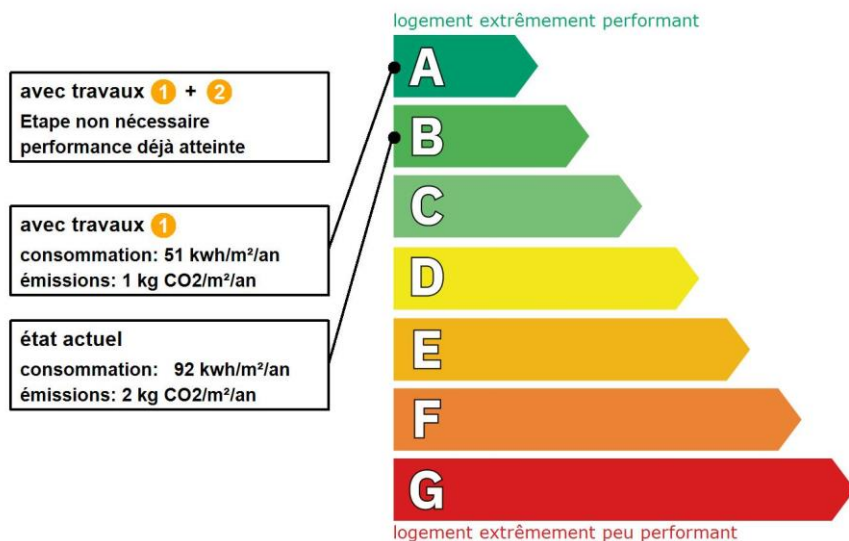 logement extrêmement performant
avec travaux 1 + 2
Etape non nécessaire
performance déjà atteinte
avec travaux 1
consommation: 51 kwh/m²/an
émissions: 1 kg CO2/m²/an
état actuel
consommation: 92 kwh/m²/an
émissions: 2 kg CO2/m²/an
A
B
C
D
E
F
G
logement extrêmement peu performant